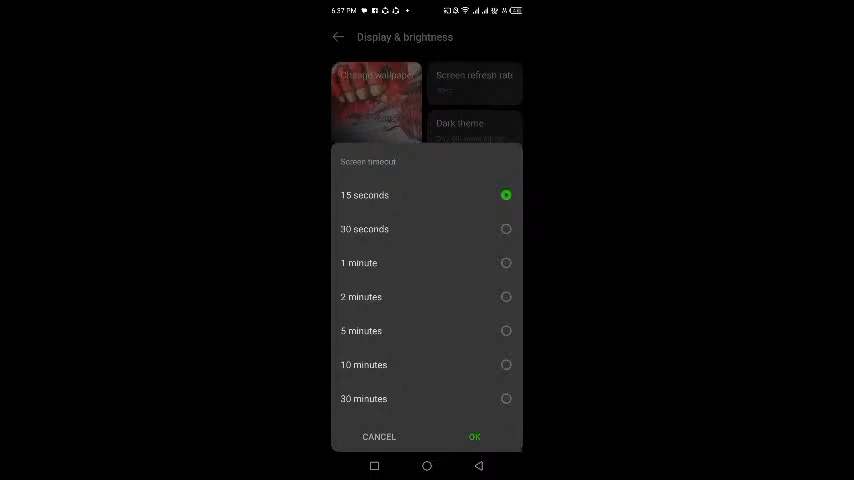 6:37 PM
Display & brightness
Change wallpaper
Screen refresh rate
Dark theme
Screen timeout
15 seconds
30 seconds
1 minute
2 minutes
5 minutes
10 minutes
30 minutes
CANCEL OK